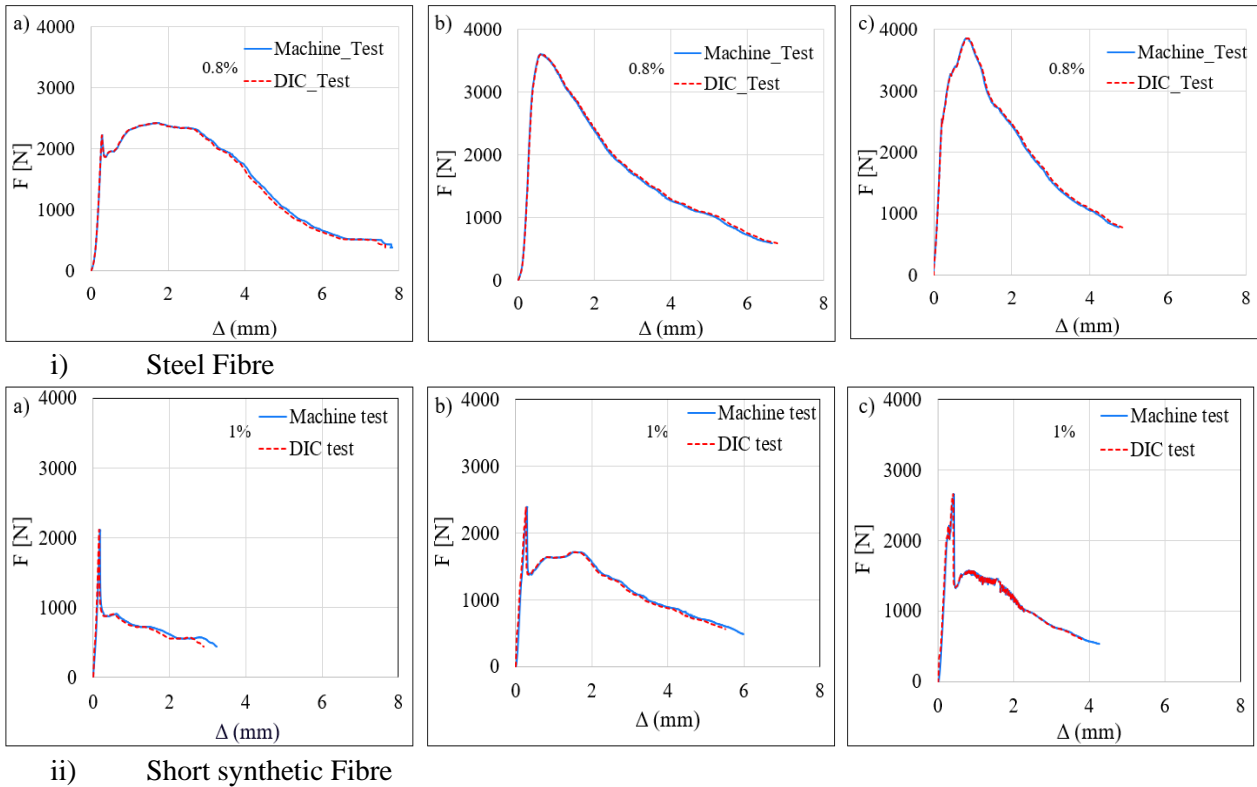 a)
4000
3000
2000
1000
0
F [N]
Machine_Test
0.8%
DIC_Test
0 2 4 6 8
Δ (mm)
b)
4000
3000
2000
1000
0
F [N]
Machine_Test
0.8%
DIC_Test
0 2 4 6 8
Δ (mm)
c)
4000
3000
2000
1000
0
F [N]
Machine_Test
0.8%
DIC_Test
0 2 4 6 8
Δ (mm)
i) Steel Fibre
a)
4000
3000
2000
1000
0
F [N]
Machine test
1%
DIC test
0 2 4 6 8
Δ (mm)
b)
4000
3000
2000
1000
0
F [N]
Machine test
1%
DIC test
0 2 4 6 8
Δ (mm)
c)
4000
3000
2000
1000
0
F [N]
Machine test
1%
DIC test
0 2 4 6 8
Δ (mm)
ii) Short synthetic Fibre